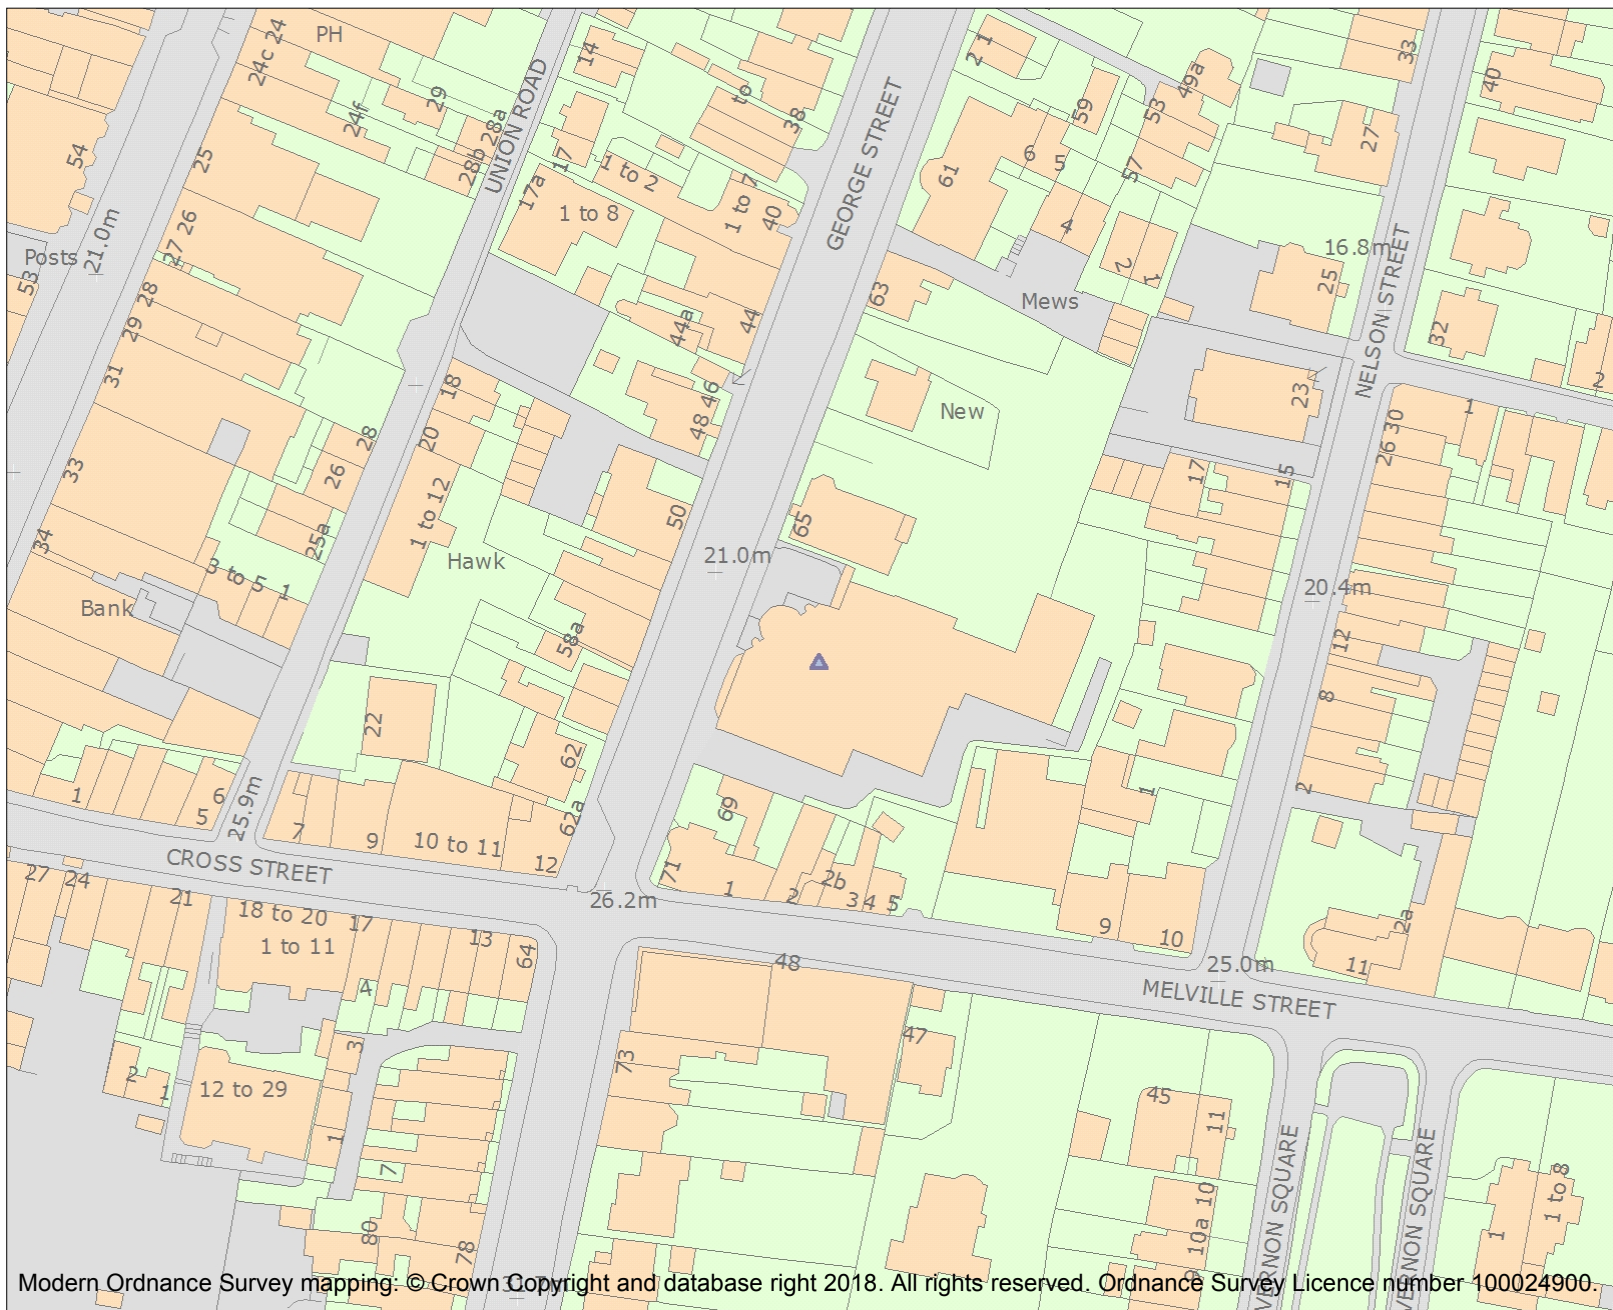 PH
24c 24
14
2 1
33
UNION ROAD
GEORGE STREET
49a
40
24f
29
28a
28b
to
38
59
53
27
54
25
17
1 to 2
17a
1 to 8
1 to 7
40
61
6
5
57
4
2
1
Posts
21.0m
53
27 26
28
29
31
16.8m
25
NELSON STREET
63
Mews
44a
44
32
2
18
46
48
New
23
1
26 30
33
28
26
20
1 to 12
50
65
17
15
34
25a
3 to 5
1
Hawk
21.0m
Bank
58a
20.4m
12
8
22
62
62a
1
6
5
25.9m
7
9
10 to 11
12
69
71
1
2
1
2
2b
3
4
5
CROSS STREET
27
24
21
18 to 20
1 to 11
17
13
64
26.2m
9
10
2a
11
25.0m
MELVILLE STREET
48
47
4
3
73
2
1
12 to 29
1
7
45
11
80
78
10
10a
9
VERNON SQUARE
VERNON SQUARE
1
1 to 8
Modern Ordnance Survey mapping: © Crown Copyright and database right 2018. All rights reserved. Ordnance Survey Licence number 100024900.